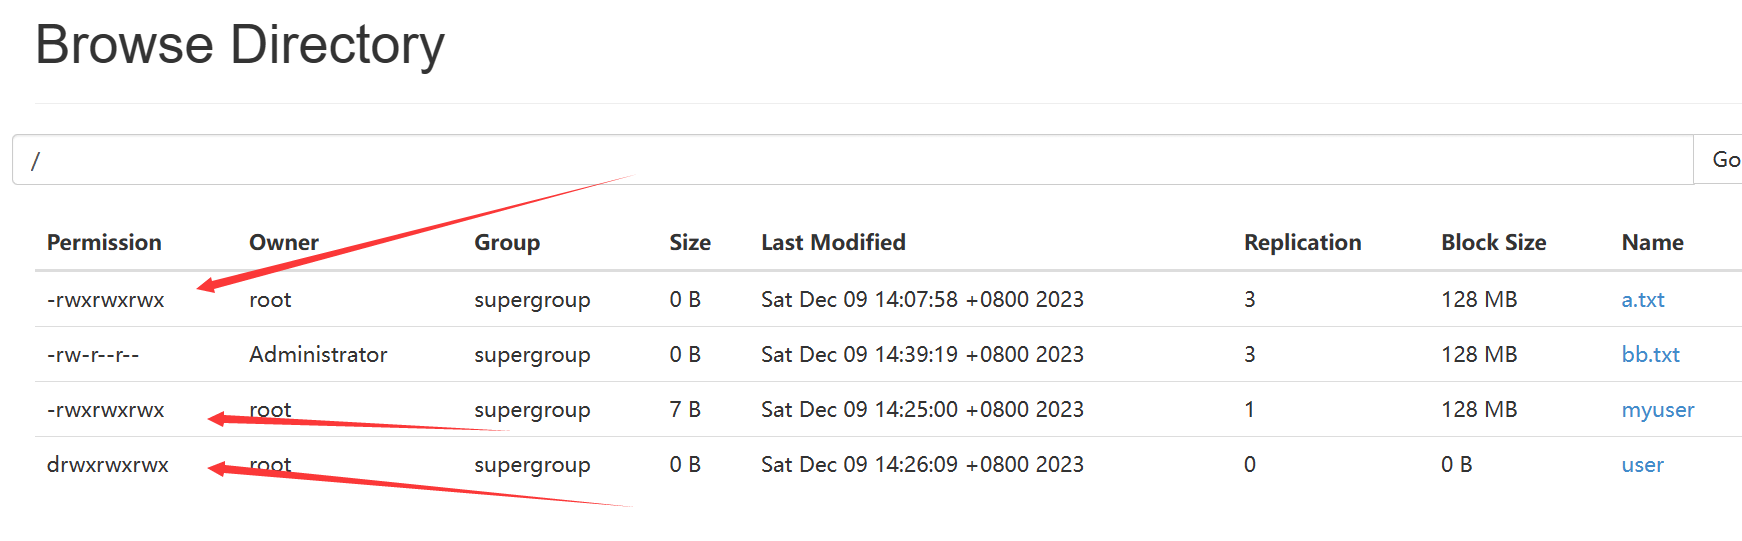 Browse Directory
/
Go
Permission Owner Group Size Last Modified Replication Block Size Name
-rwxrwxrwx root supergroup 0 B Sat Dec 09 14:07:58 +0800 2023 3 128 MB a.txt
-rw-r--r-- Administrator supergroup 0 B Sat Dec 09 14:39:19 +0800 2023 3 128 MB bb.txt
-rwxrwxrwx root supergroup 7 B Sat Dec 09 14:25:00 +0800 2023 1 128 MB myuser
drwxrwxrwx root supergroup 0 B Sat Dec 09 14:26:09 +0800 2023 0 0 B user